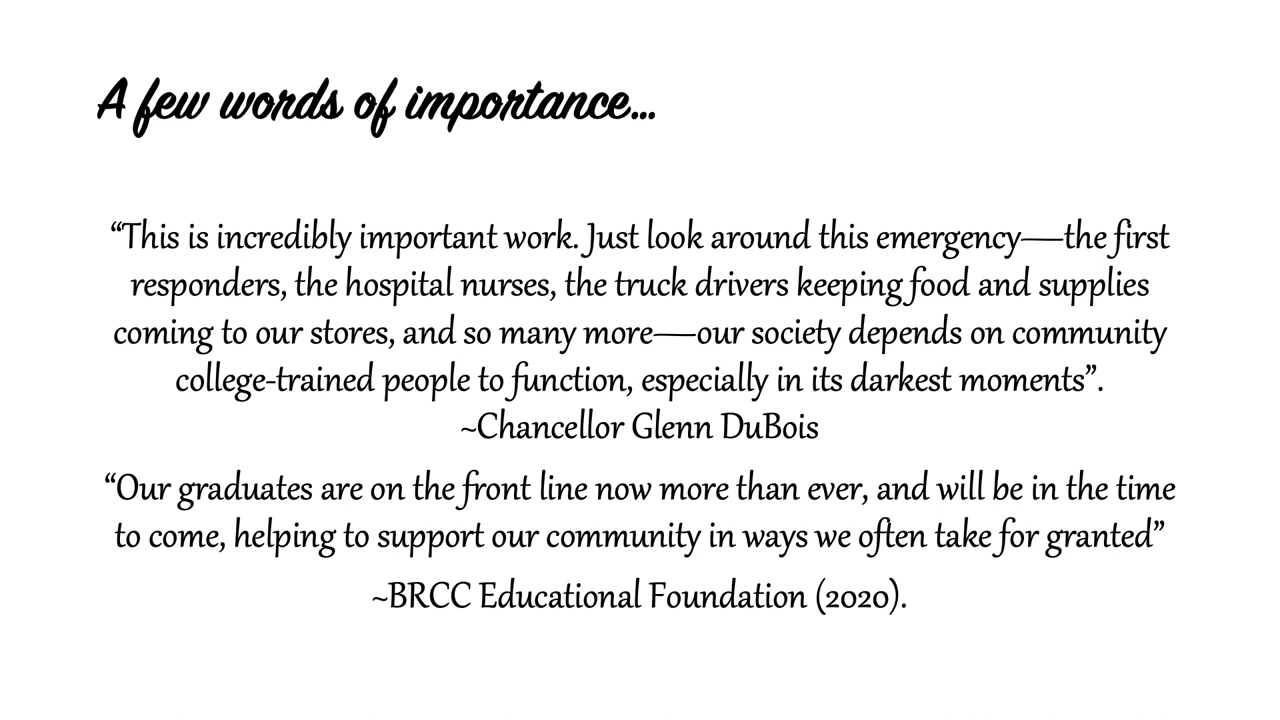 A few words of importance...
“This is incredibly important work. Just look around this emergency—the first
responders, the hospital nurses, the truck drivers keeping food and supplies
coming to our stores, and so many more—our society depends on community
college-trained people to function, especially in its darkest moments”.
~Chancellor Glenn DuBois
“Our graduates are on the front line now more than ever, and will be in the time
to come, helping to support our community in ways we often take for granted”
~BRCC Educational Foundation (2020).